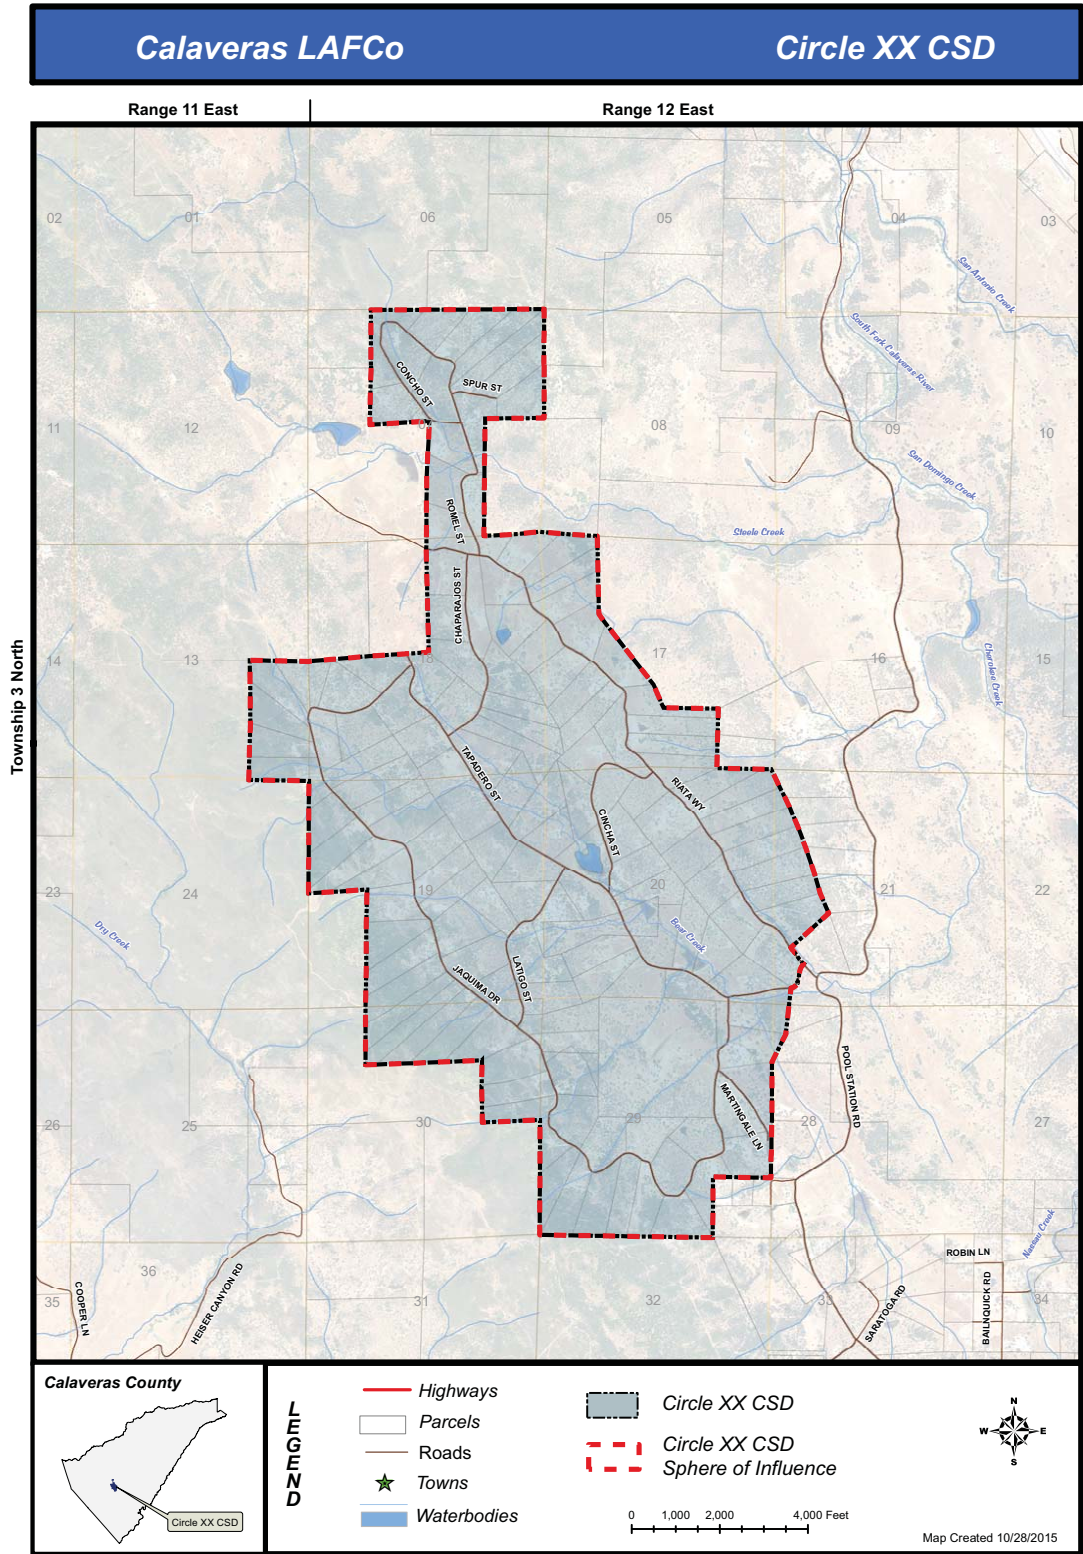 Calaveras LAFCo
Circle XX CSD
Range 11 East
Range 12 East
Township 3 North
02
01
06
05
04
03
San Antonio Creek
South Fork Calaveras River
CONCHO ST
SPUR ST
11
12
08
09
10
San Domingo Creek
ROMEL ST
Steele Creek
CHAPARAJOS ST
14
13
18
17
16
15
Cherokee Creek
TAPADERO ST
RIATA WY
CINCHA ST
23
24
19
20
21
22
Dry Creek
Bear Creek
JAQUIMA DR
LATIGO ST
POOL STATION RD
MARTINGALE LN
26
25
30
29
28
27
Nassau Creek
ROBIN LN
36
35
31
32
33
34
COOPER LN
HEISER CANYON RD
SARATOGA RD
BAILNQUICK RD
Calaveras County
Circle XX CSD
LEGEND
Highways
Parcels
Roads
Towns
Waterbodies
Circle XX CSD
Circle XX CSD
Sphere of Influence
0 1,000 2,000 4,000 Feet
N
W E
S
Map Created 10/28/2015